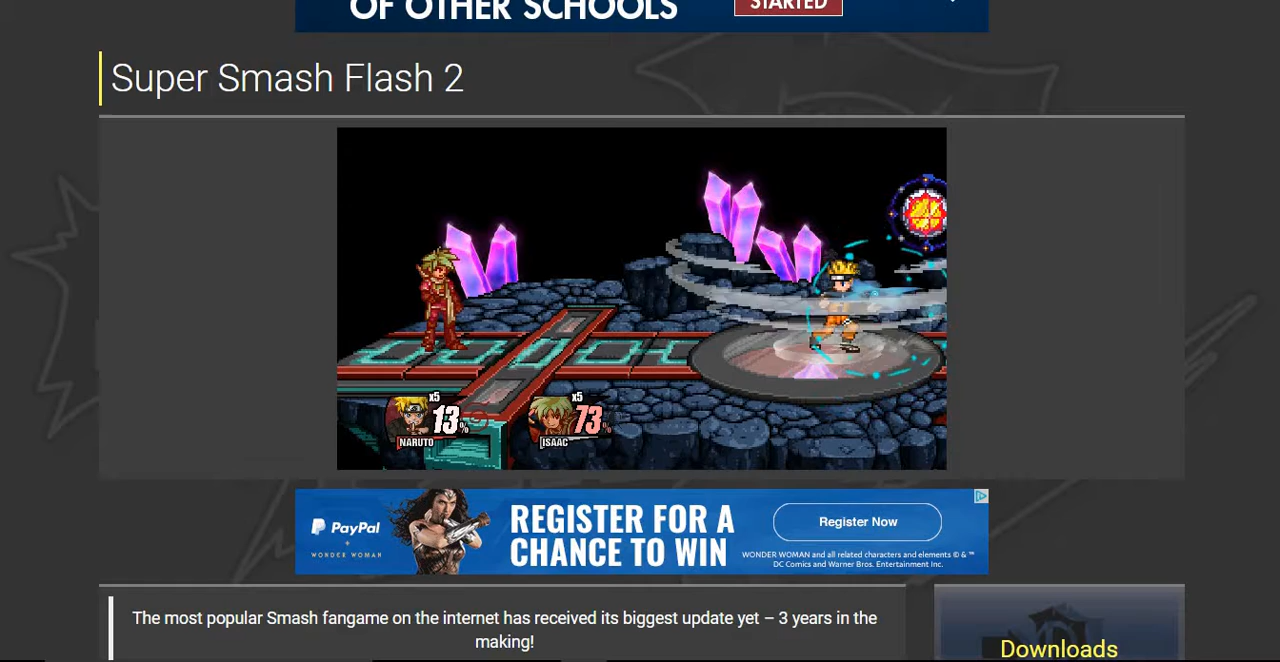 OF OTHER SCHOOLS
STARTED
Super Smash Flash 2
x5
13%
NARUTO
x5
73%
ISAAC
PayPal
+
WONDER WOMAN
REGISTER FOR A
CHANCE TO WIN
Register Now
WONDER WOMAN and all related characters and elements © & ™
DC Comics and Warner Bros. Entertainment Inc.
The most popular Smash fangame on the internet has received its biggest update yet – 3 years in the
making!
Downloads